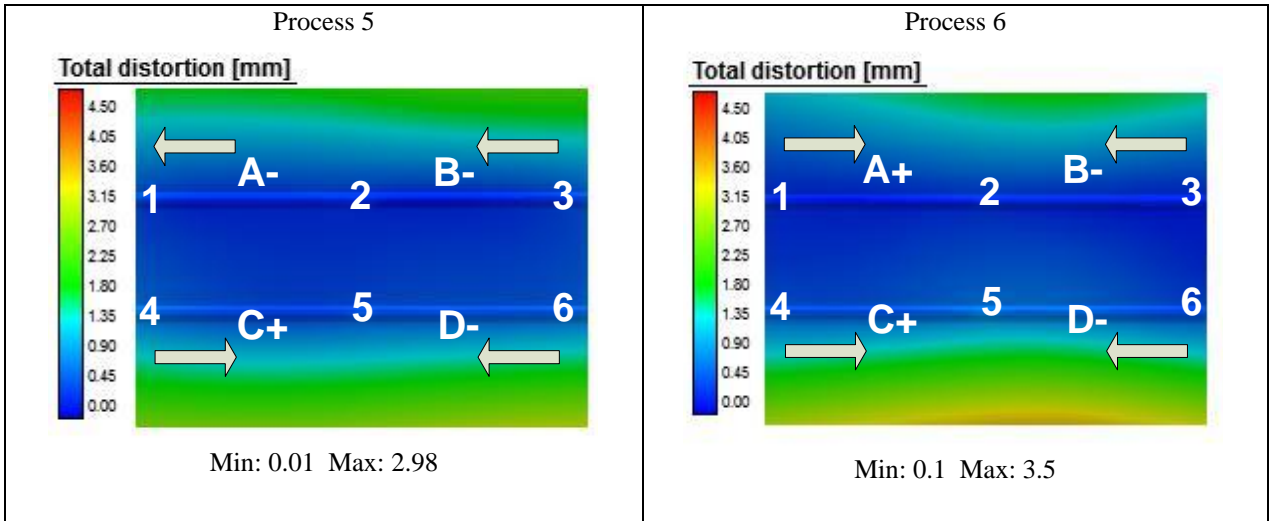 Process 5
Total distortion [mm]
4.50
4.05
3.60
3.15
2.70
2.25
1.80
1.35
0.90
0.45
0.00
A- B-
1 2 3
4 5 6
C+ D-
Min: 0.01 Max: 2.98
Process 6
Total distortion [mm]
4.50
4.05
3.60
3.15
2.70
2.25
1.80
1.35
0.90
0.45
0.00
A+ B-
1 2 3
4 5 6
C+ D-
Min: 0.1 Max: 3.5